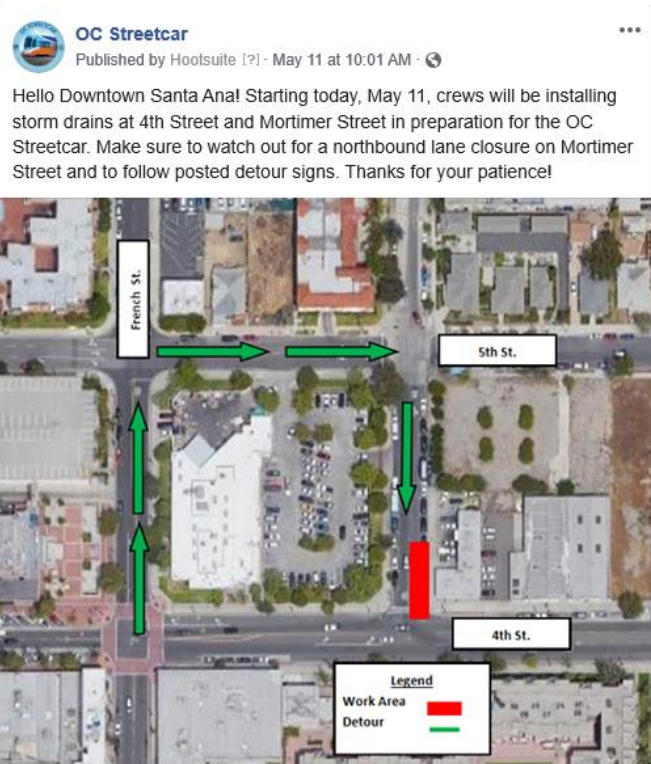 OC Streetcar
Published by Hootsuite [?] · May 11 at 10:01 AM ·
Hello Downtown Santa Ana! Starting today, May 11, crews will be installing
storm drains at 4th Street and Mortimer Street in preparation for the OC
Streetcar. Make sure to watch out for a northbound lane closure on Mortimer
Street and to follow posted detour signs. Thanks for your patience!
French St.
5th St.
4th St.
Legend
Work Area
Detour